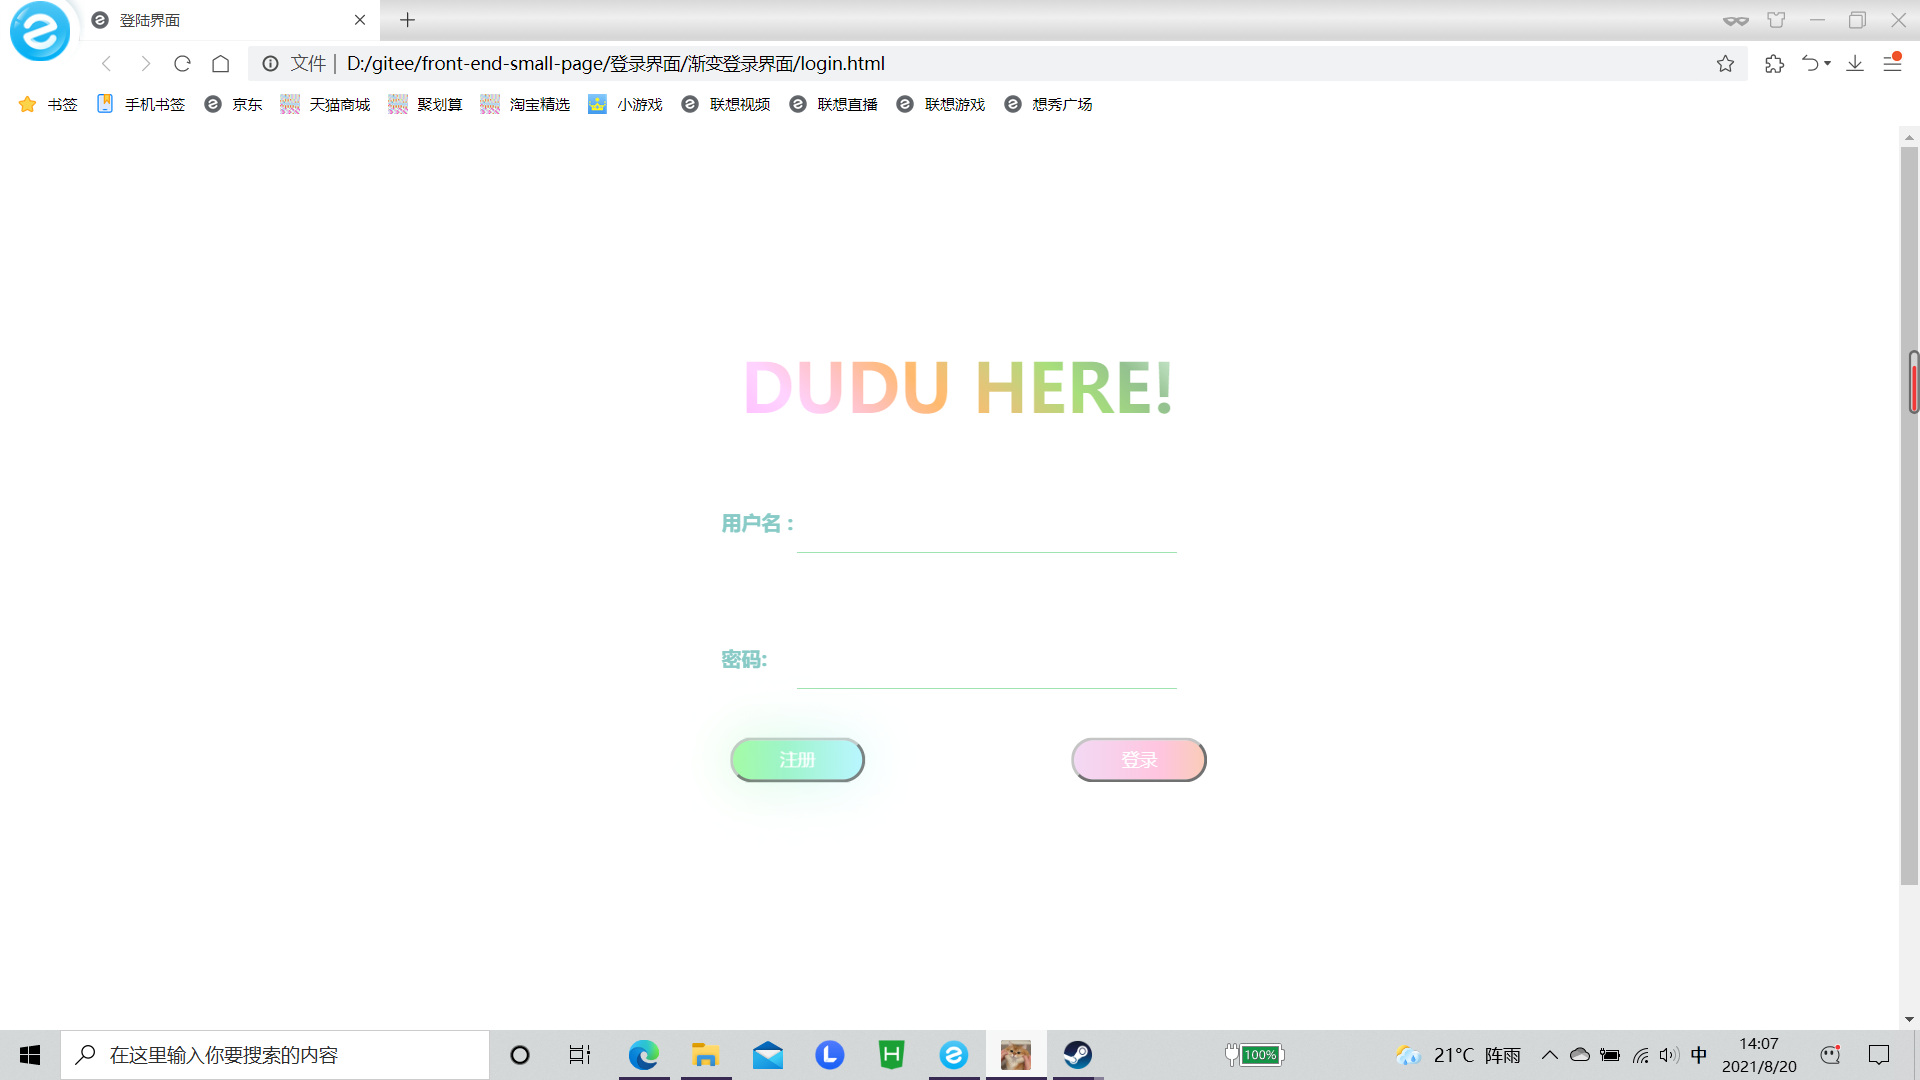 登陆界面
文件 D:/gitee/front-end-small-page/登录界面/渐变登录界面/login.html
书签 手机书签 京东 天猫商城 聚划算 淘宝精选 小游戏 联想视频 联想直播 联想游戏 想秀广场
DUDU HERE!
用户名：
密码:
注册 登录
在这里输入你要搜索的内容 100% 21°C 阵雨 中 14:07
2021/8/20